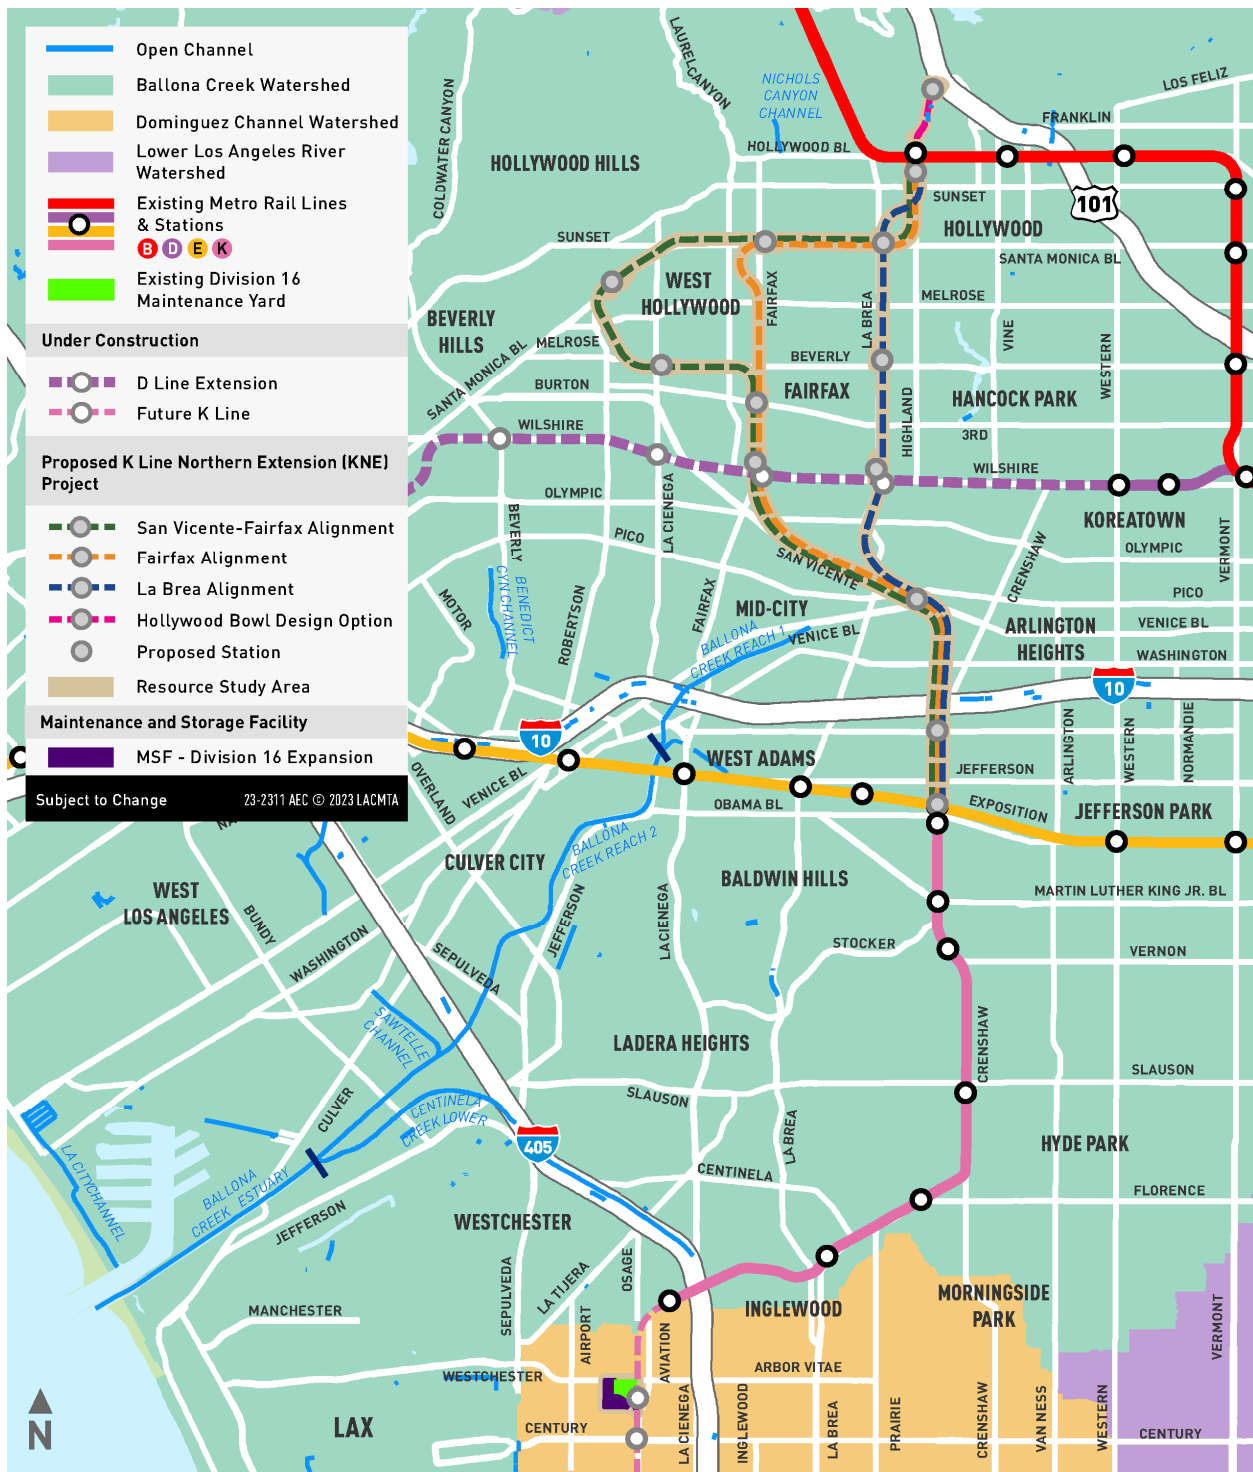 Open Channel
Ballona Creek Watershed
Dominguez Channel Watershed
Lower Los Angeles River
Watershed
Existing Metro Rail Lines
& Stations
B D E K
Existing Division 16
Maintenance Yard
Under Construction
D Line Extension
Future K Line
Proposed K Line Northern Extension (KNE)
Project
San Vicente-Fairfax Alignment
Fairfax Alignment
La Brea Alignment
Hollywood Bowl Design Option
Proposed Station
Resource Study Area
Maintenance and Storage Facility
MSF - Division 16 Expansion
Subject to Change
23-2311 AEC © 2023 LACMTA
COLDWATER CANYON
LAURELCANYON
NICHOLS
CANYON
CHANNEL
LOS FELIZ
FRANKLIN
HOLLYWOOD BL
HOLLYWOOD HILLS
SUNSET
101
HOLLYWOOD
SUNSET
SANTA MONICA BL
WEST
HOLLYWOOD
FAIRFAX
LA BREA
MELROSE
VINE
WESTERN
BEVERLY
HILLS
SANTA MONICA BL
MELROSE
BEVERLY
BURTON
FAIRFAX
HIGHLAND
HANCOCK PARK
3RD
WILSHIRE
WILSHIRE
OLYMPIC
LA CIENEGA
KOREATOWN
VERMONT
BEVERLY
PICO
SAN VICENTE
CRENSHAW
OLYMPIC
BENEDICT
CYN CHANNEL
MOTOR
ROBERTSON
FAIRFAX
MID-CITY
PICO
VENICE BL
BALLONA
CREEK REACH 1
VENICE BL
ARLINGTON
HEIGHTS
WASHINGTON
10
10
ARLINGTON
WESTERN
NORMANDIE
WEST ADAMS
JEFFERSON
OVERLAND
VENICE BL
OBAMA BL
EXPOSITION
JEFFERSON PARK
NA
BALLONA
CREEK REACH 2
CULVER CITY
BALDWIN HILLS
MARTIN LUTHER KING JR. BL
WEST
LOS ANGELES
BUNDY
WASHINGTON
SEPULVEDA
JEFFERSON
LACIENEGA
STOCKER
VERNON
SAWTELLE
CHANNEL
LADERA HEIGHTS
CRENSHAW
SLAUSON
SLAUSON
CULVER
CENTINELA
CREEK LOWER
405
LA BREA
HYDE PARK
LA CITYCHANNEL
BALLONA
CREEK ESTUARY
CENTINELA
FLORENCE
JEFFERSON
WESTCHESTER
SEPULVEDA
LA TIJERA
OSAGE
MANCHESTER
AIRPORT
AVIATION
INGLEWOOD
MORNINGSIDE
PARK
VERMONT
ARBOR VITAE
WESTCHESTER
LAX
CENTURY
LA CIENEGA
INGLEWOOD
LA BREA
PRAIRIE
CRENSHAW
VAN NESS
WESTERN
CENTURY
N